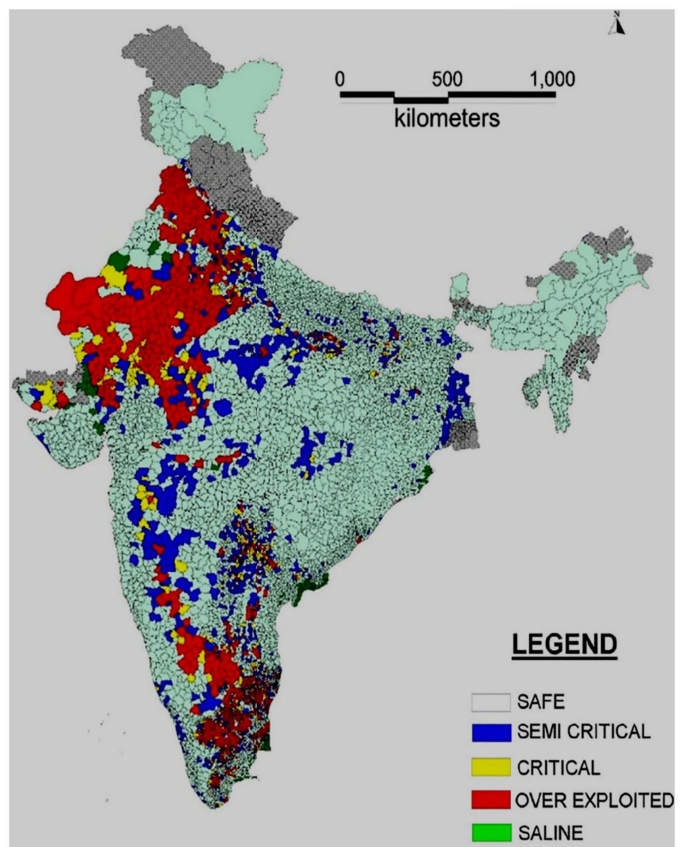 N
0 500 1,000
kilometers
LEGEND
SAFE
SEMI CRITICAL
CRITICAL
OVER EXPLOITED
SALINE